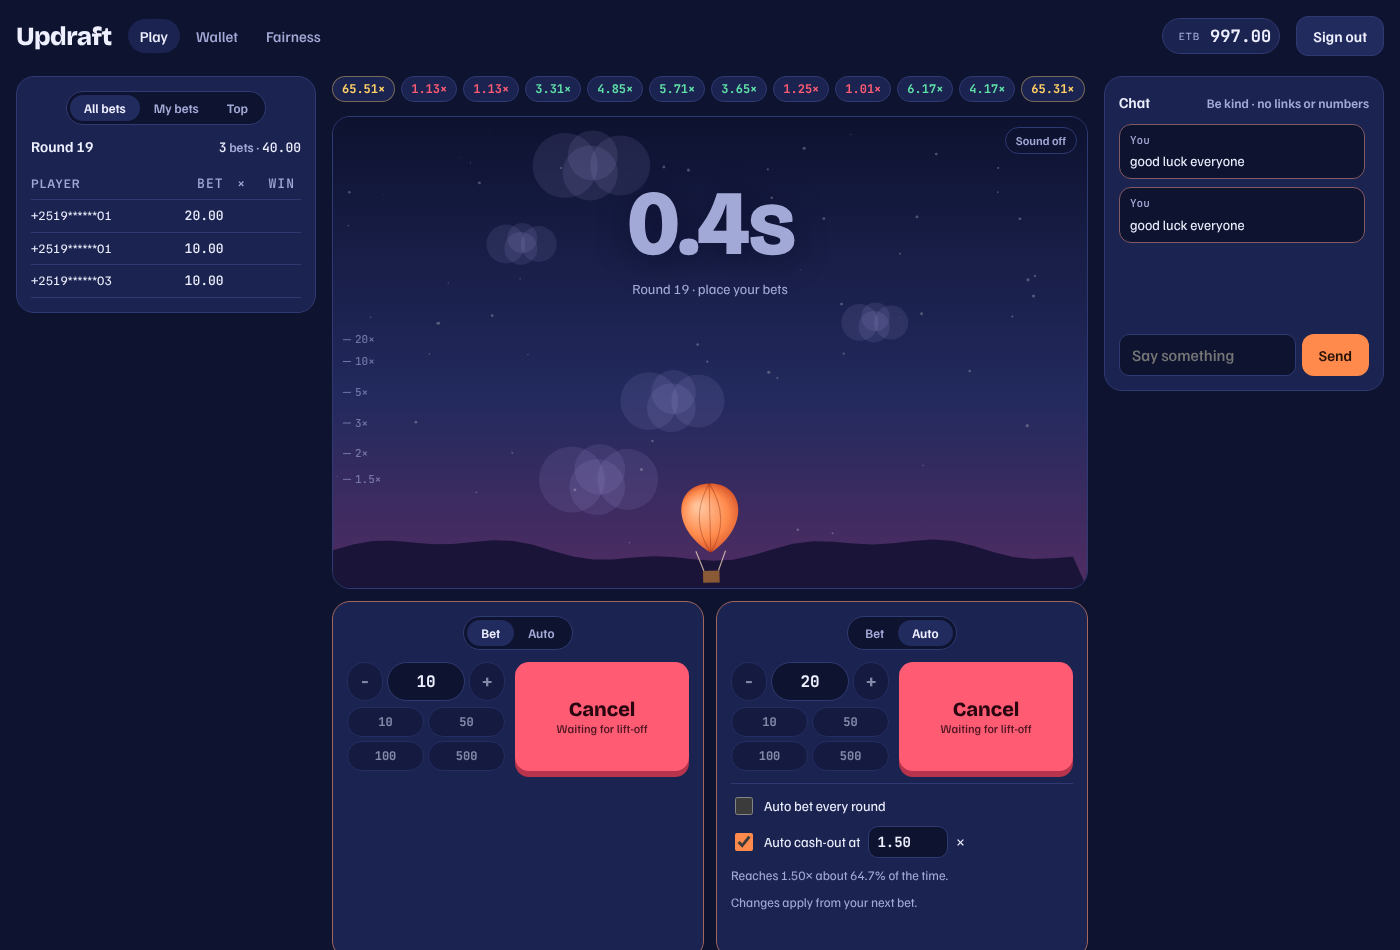 Updraft Play Wallet Fairness ETB 997.00 Sign out
All bets My bets Top
Round 19 3 bets · 40.00
PLAYER BET × WIN
+2519******01 20.00
+2519******01 10.00
+2519******03 10.00
65.51× 1.13× 1.13× 3.31× 4.85× 5.71× 3.65× 1.25× 1.01× 6.17× 4.17× 65.31×
Sound off
0.4s
Round 19 · place your bets
20×
10×
5×
3×
2×
1.5×
Bet Auto
- 10 +
10 50
100 500
Cancel
Waiting for lift-off
Bet Auto
- 20 +
10 50
100 500
Cancel
Waiting for lift-off
Auto bet every round
Auto cash-out at 1.50 ×
Reaches 1.50× about 64.7% of the time.
Changes apply from your next bet.
Chat Be kind · no links or numbers
You
good luck everyone
You
good luck everyone
Say something Send